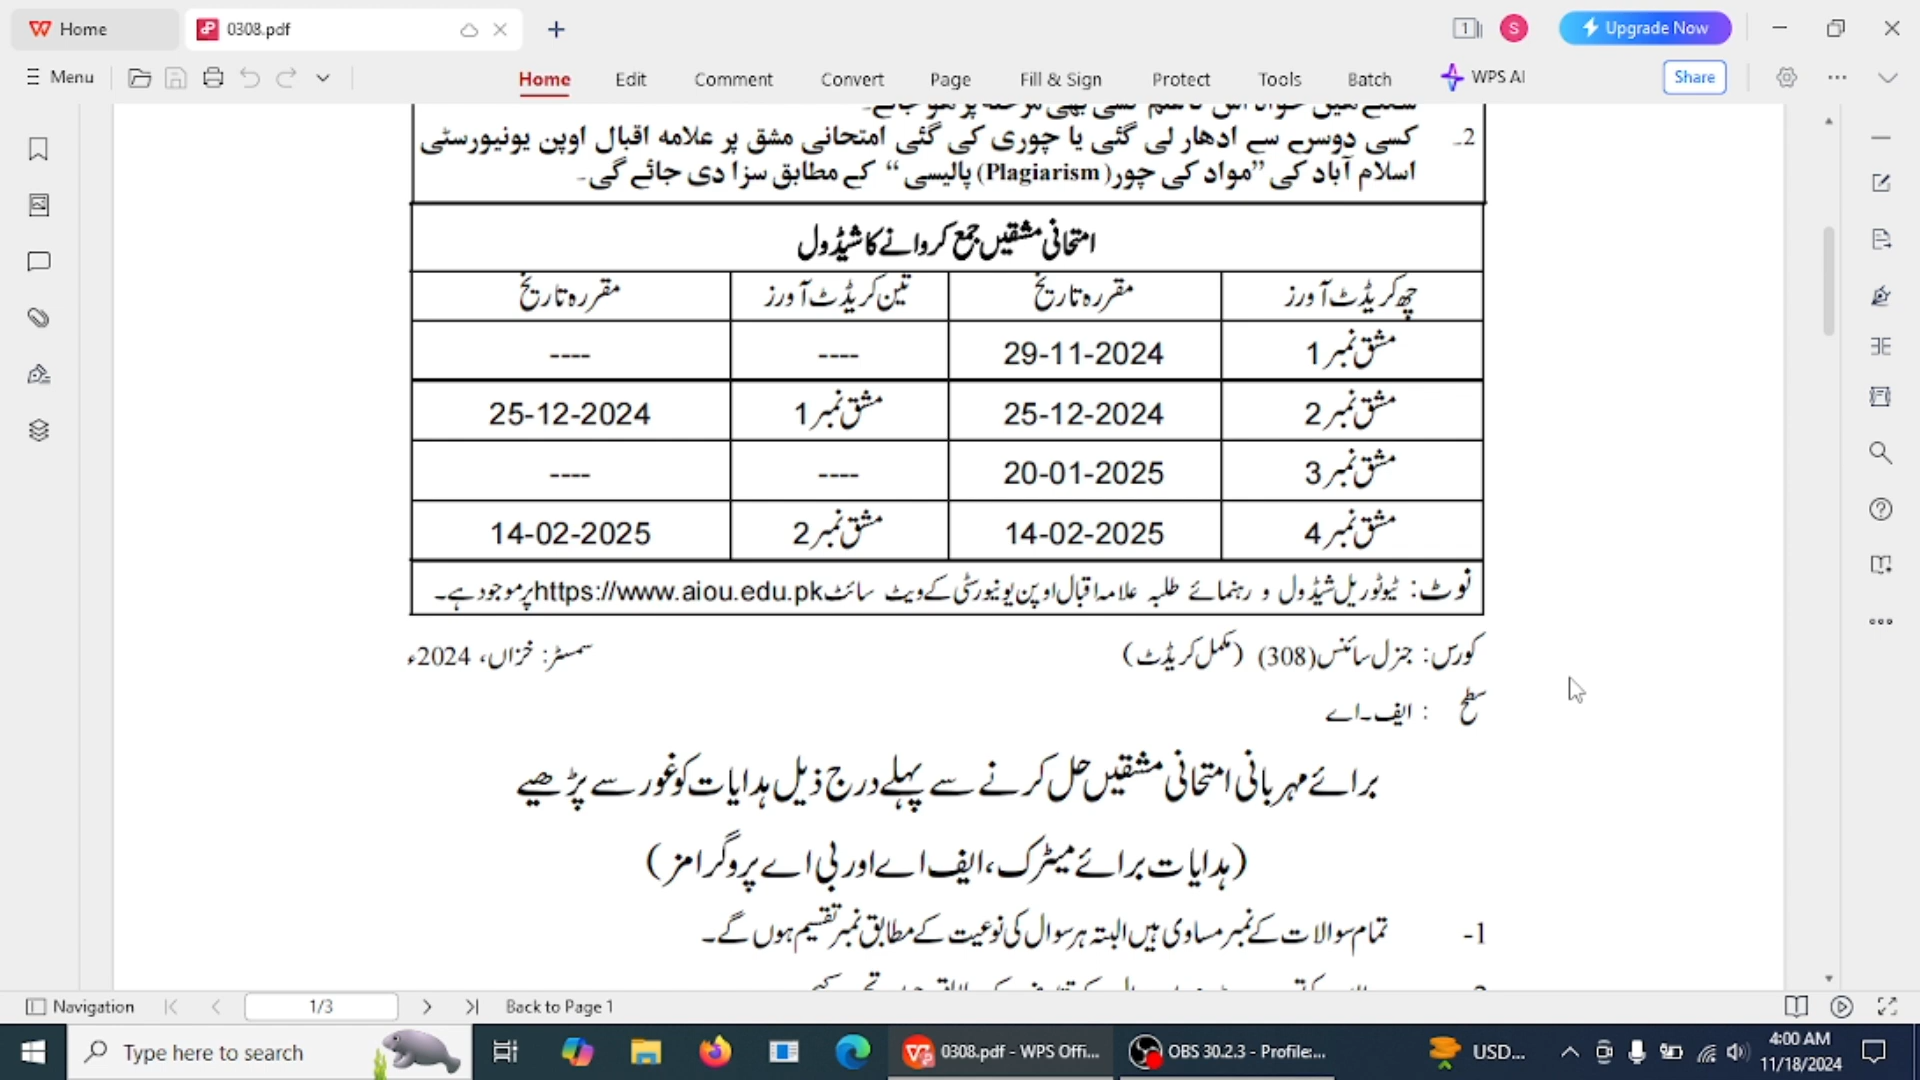 Home
0308.pdf
Upgrade Now
Menu
Home Edit Comment Convert Page Fill & Sign Protect Tools Batch WPS AI
Share
2۔ کسی دوسرے سے ادھار لی گئی یا چوری کی گئی امتحانی مشق پر علامہ اقبال اوپن یونیورسٹی
اسلام آباد کی ”مواد کی چور(Plagiarism) پالیسی“ کے مطابق سزا دی جائے گی۔
امتحانی مشقیں جمع کروانے کا شیڈول
چھ کریڈٹ آورز مقررہ تاریخ تین کریڈٹ آورز مقررہ تاریخ
مشق نمبر 1 29-11-2024 ---- ----
مشق نمبر 2 25-12-2024 مشق نمبر 1 25-12-2024
مشق نمبر 3 20-01-2025 ---- ----
مشق نمبر 4 14-02-2025 مشق نمبر 2 14-02-2025
نوٹ: ٹیوٹوریل شیڈول و رہنمائے طلبہ علامہ اقبال اوپن یونیورسٹی کے ویٹ سائٹ https://www.aiou.edu.pk پر موجود ہے۔
کورس: جنرل سائنس (308) (مکمل کریڈٹ) سمسٹر: خزاں، 2024ء
سطح : ایف۔اے
برائے مہربانی امتحانی مشقیں حل کرنے سے پہلے درج ذیل ہدایات کو غور سے پڑھیے
(ہدایات برائے میٹرک، ایف اے اور بی اے پروگرامز)
1- تمام سوالات کے نمبر مساوی ہیں البتہ ہر سوال کی نوعیت کے مطابق نمبر تقسیم ہوں گے۔
Navigation 1/3 Back to Page 1
Type here to search
0308.pdf - WPS Offi...
OBS 30.2.3 - Profile:...
USD...
4:00 AM
11/18/2024